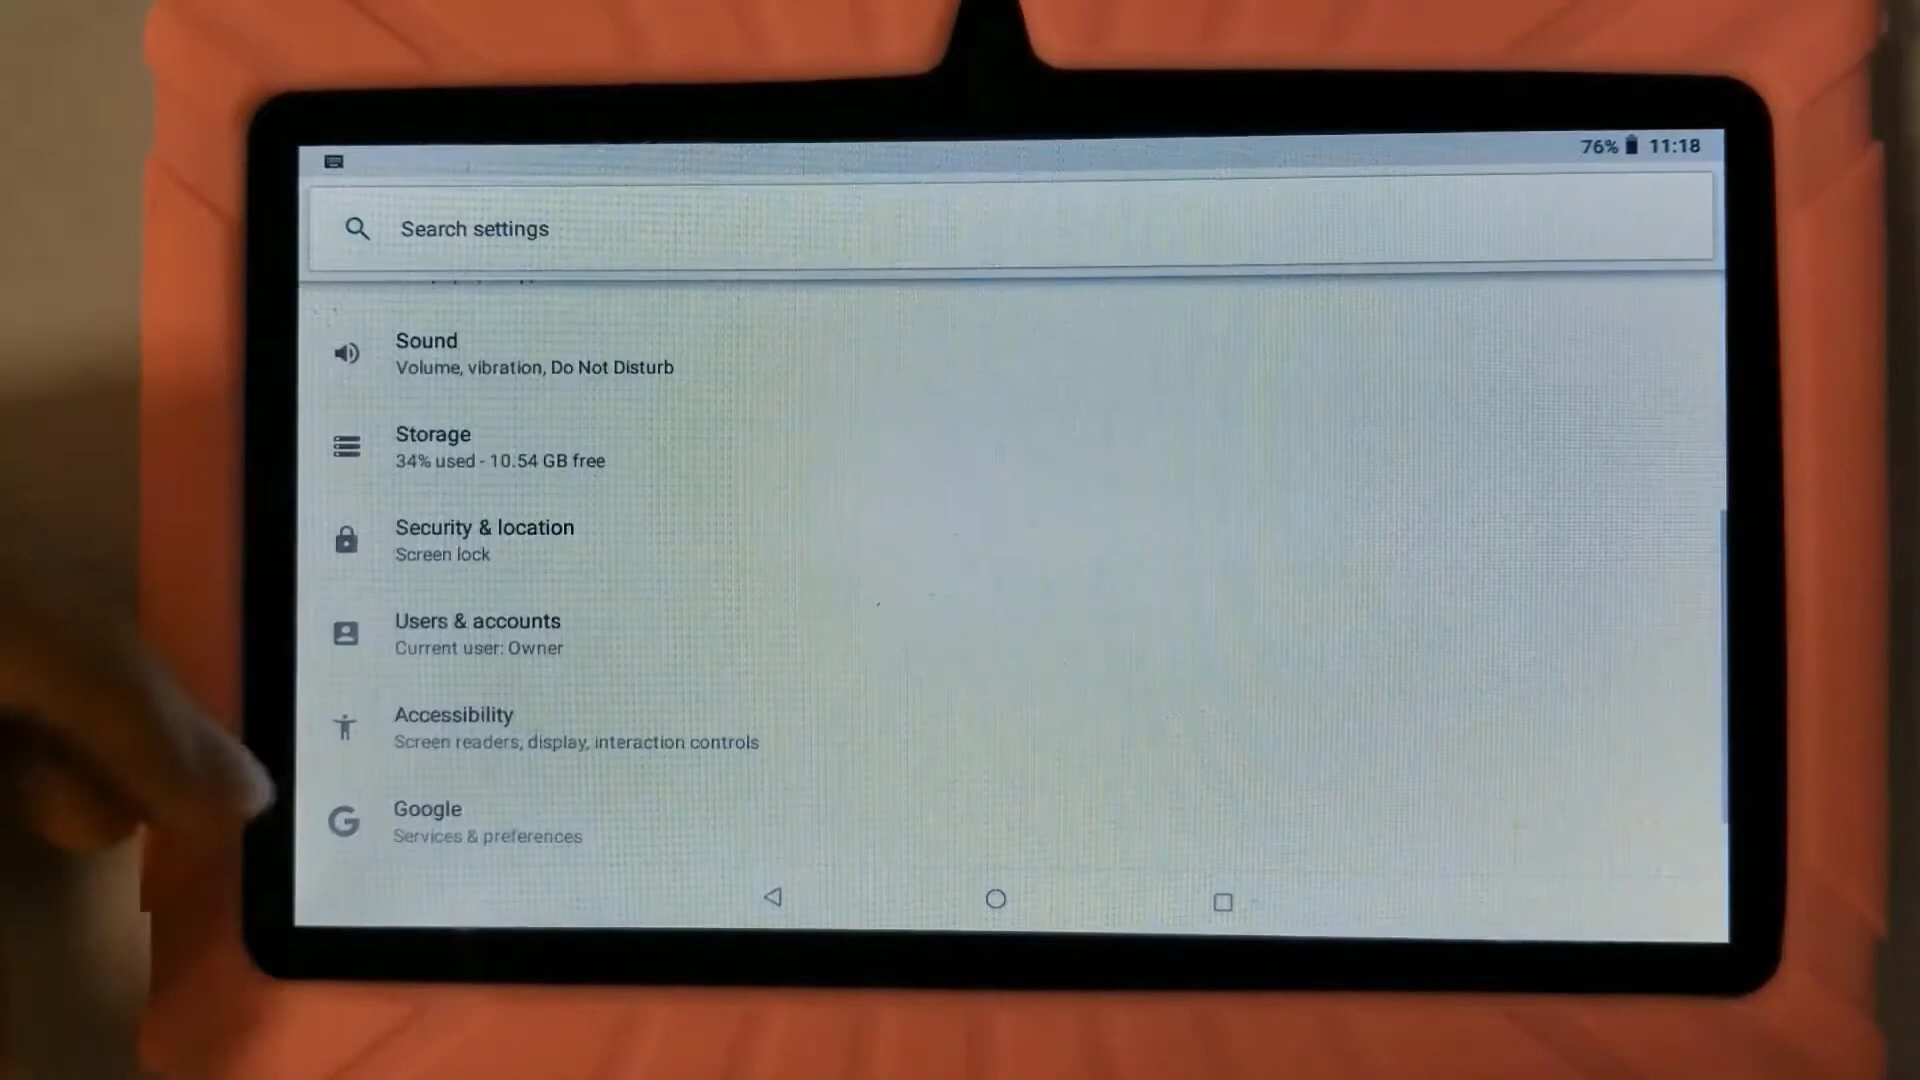 76% 11:18
Search settings
Sound
Volume, vibration, Do Not Disturb
Storage
34% used - 10.54 GB free
Security & location
Screen lock
Users & accounts
Current user: Owner
Accessibility
Screen readers, display, interaction controls
Google
Services & preferences